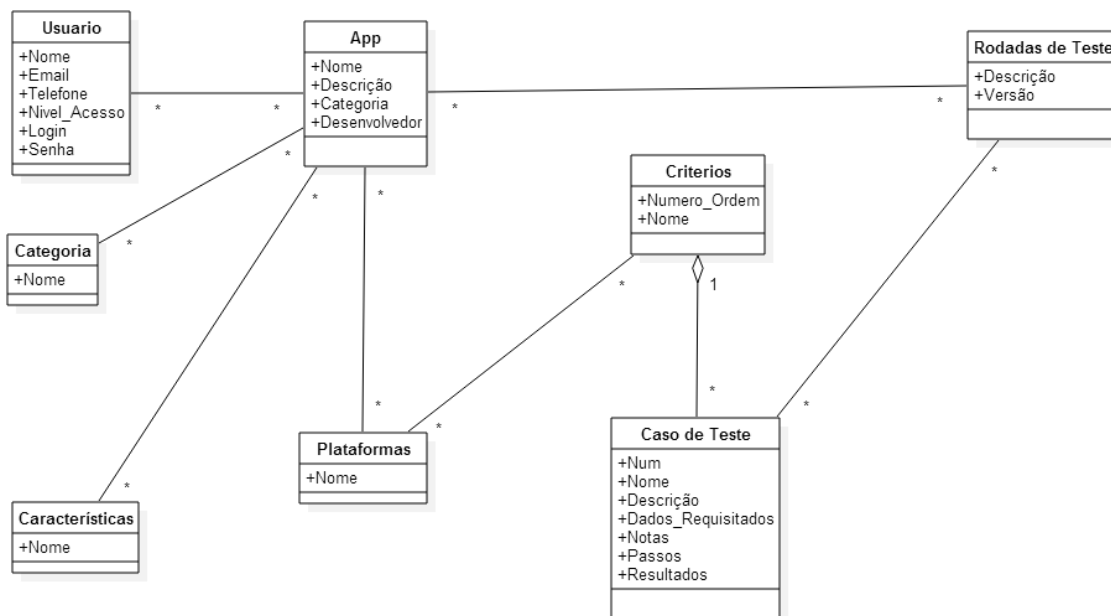 Usuario
+Nome
+Email
+Telefone
+Nivel_Acesso
+Login
+Senha
App
+Nome
+Descrição
+Categoria
+Desenvolvedor
Rodadas de Teste
+Descrição
+Versão
*
*
*
*
Criterios
+Numero_Ordem
+Nome
*
*
*
*
Categoria
+Nome
*
*
1
*
*
*
*
*
*
Plataformas
+Nome
Caso de Teste
+Num
+Nome
+Descrição
+Dados_Requisitados
+Notas
+Passos
+Resultados
Características
+Nome